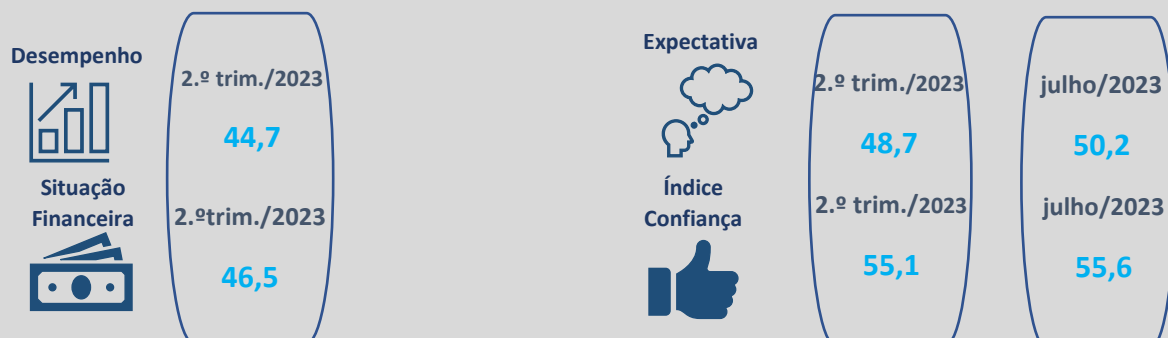 Desempenho
2.º trim./2023
44,7
Situação
Financeira
2.ºtrim./2023
46,5
Expectativa
2.º trim./2023
48,7
julho/2023
50,2
Índice
Confiança
2.º trim./2023
55,1
julho/2023
55,6